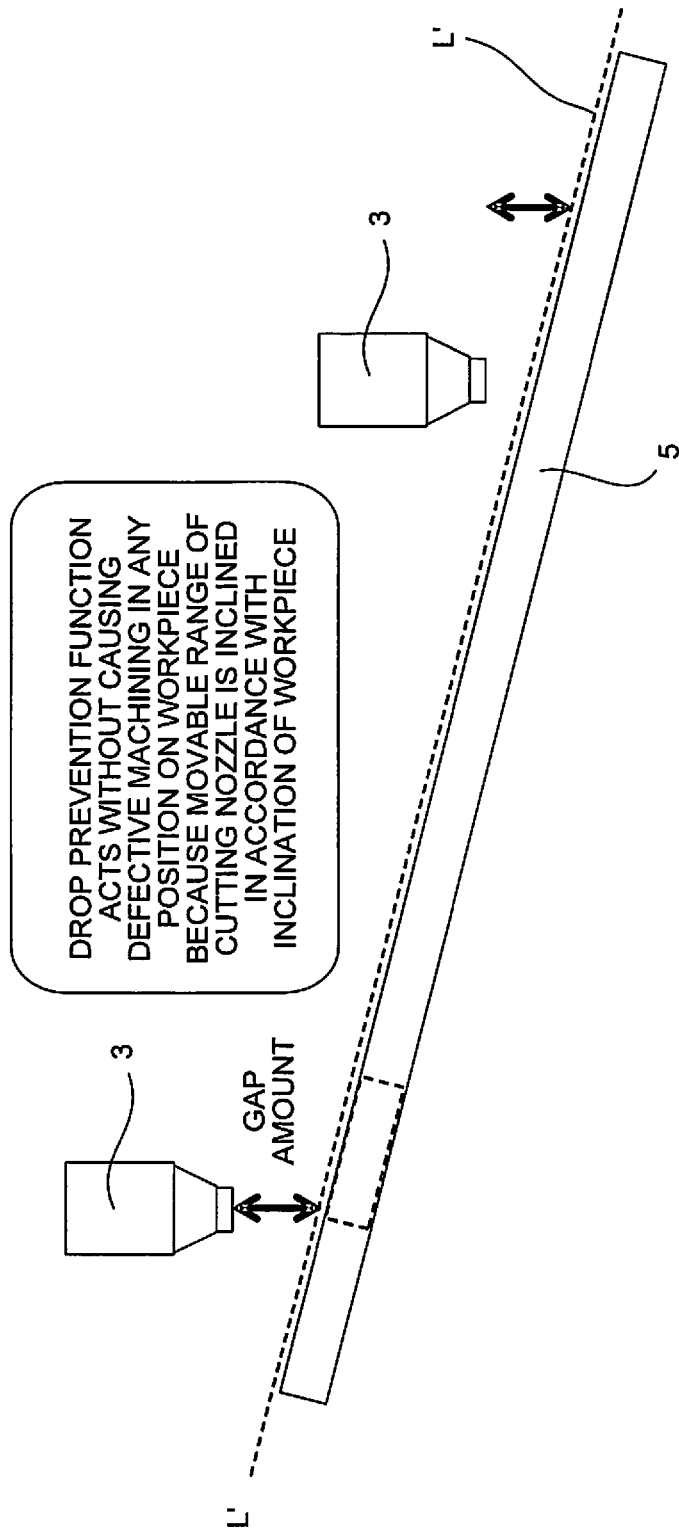 DROP PREVENTION FUNCTION
ACTS WITHOUT CAUSING
DEFECTIVE MACHINING IN ANY
POSITION ON WORKPIECE
BECAUSE MOVABLE RANGE OF
CUTTING NOZZLE IS INCLINED
IN ACCORDANCE WITH
INCLINATION OF WORKPIECE
3
L'
GAP
AMOUNT
3
L'
5